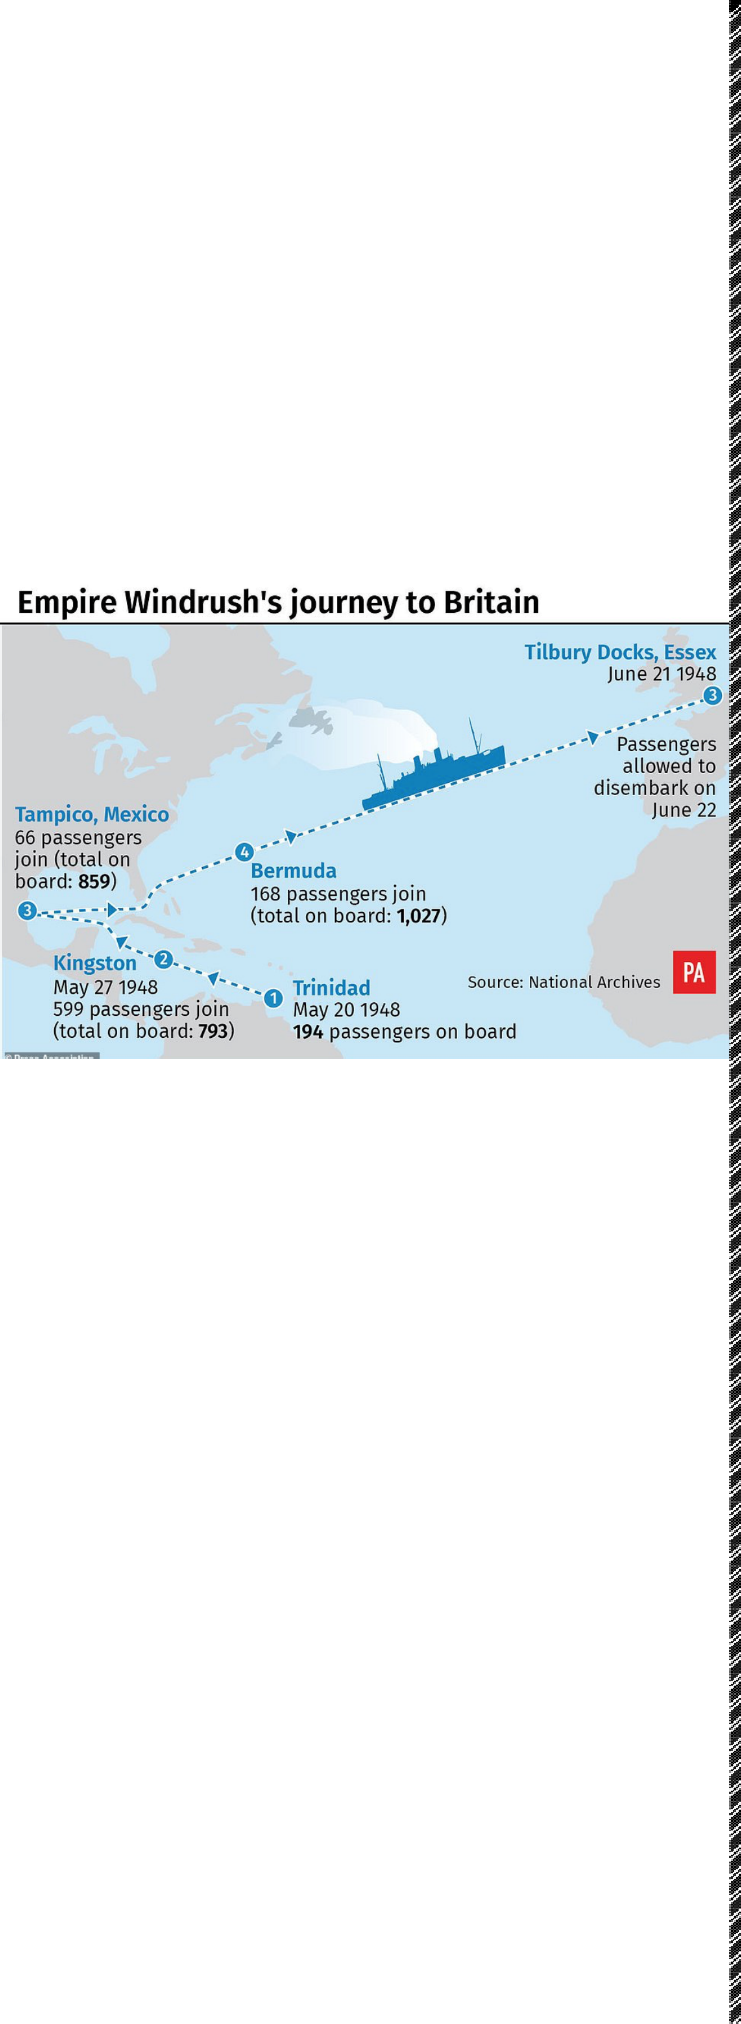 Empire Windrush's journey to Britain
Tilbury Docks, Essex
June 21 1948
3
Passengers
allowed to
disembark on
June 22
Tampico, Mexico
66 passengers
join (total on
board: 859)
3
4
Bermuda
168 passengers join
(total on board: 1,027)
Kingston
2
May 27 1948
599 passengers join
(total on board: 793)
1
Trinidad
May 20 1948
194 passengers on board
Source: National Archives
PA